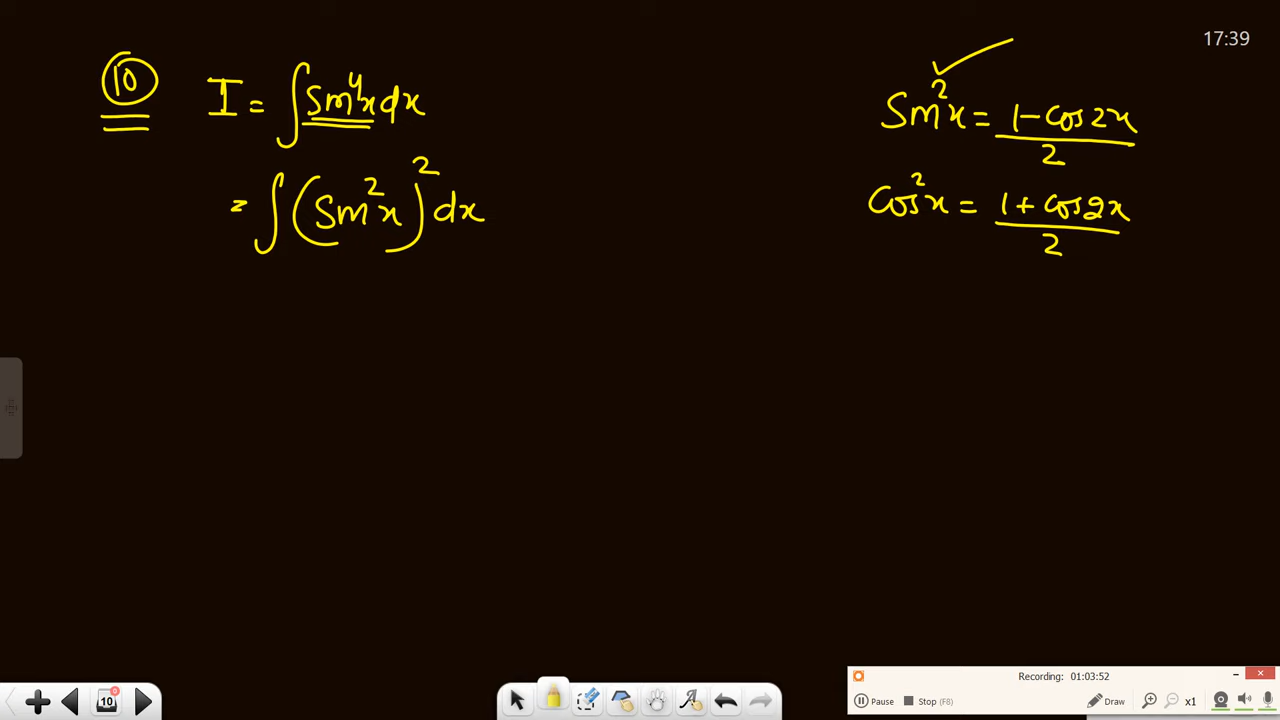 17:39
⑩ I = ∫ Sin⁴x dx
= ∫ (Sin²x)² dx
Sin²x = (1 - Cos2x)/2
Cos²x = (1 + Cos2x)/2
10
8
Recording: 01:03:52
Pause Stop (F8) Draw x1